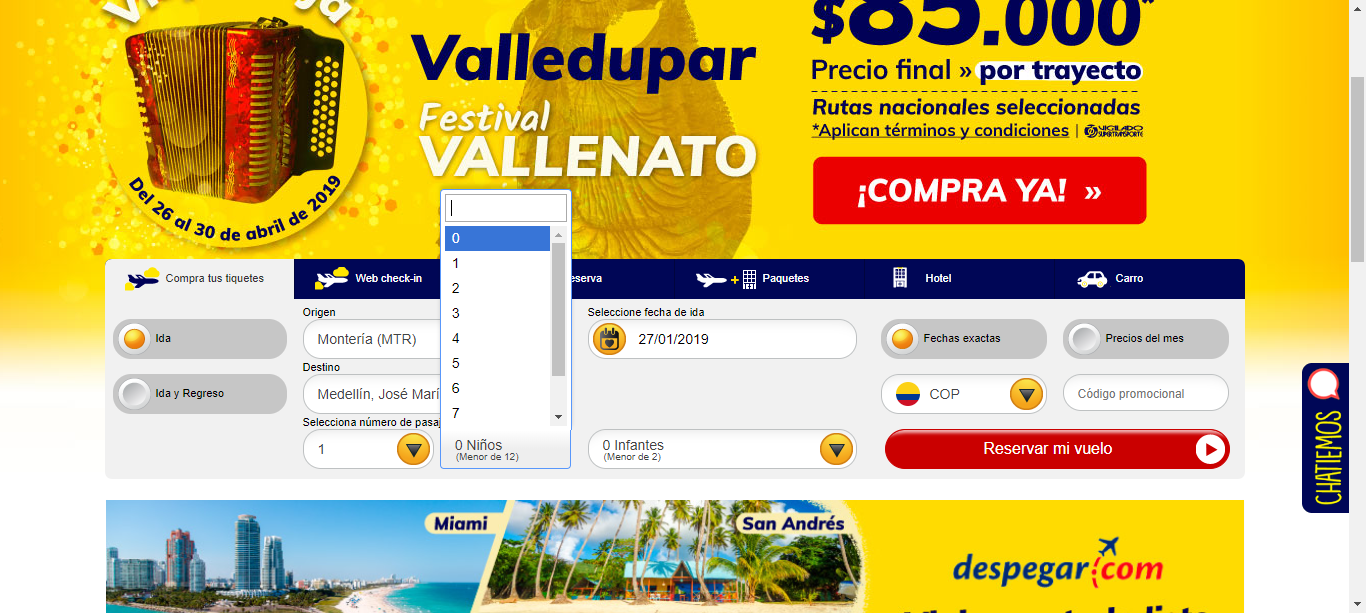 Valledupar
Festival
VALLENATO
Del 26 al 30 de abril de 2019
$85.000*
Precio final » por trayecto
Rutas nacionales seleccionadas
*Aplican términos y condiciones | VIGILADO
SUPERTRANSPORTE
¡COMPRA YA! »
Compra tus tiquetes
Web check-in
eserva
Paquetes
Hotel
Carro
Ida
Ida y Regreso
Origen
Montería (MTR)
Destino
Medellín, José Marí
Selecciona número de pasaj
1
0
1
2
3
4
5
6
7
0 Niños
(Menor de 12)
Seleccione fecha de ida
27/01/2019
0 Infantes
(Menor de 2)
Fechas exactas
Precios del mes
COP
Código promocional
Reservar mi vuelo
CHATIEMOS
Miami
San Andrés
despegar.com